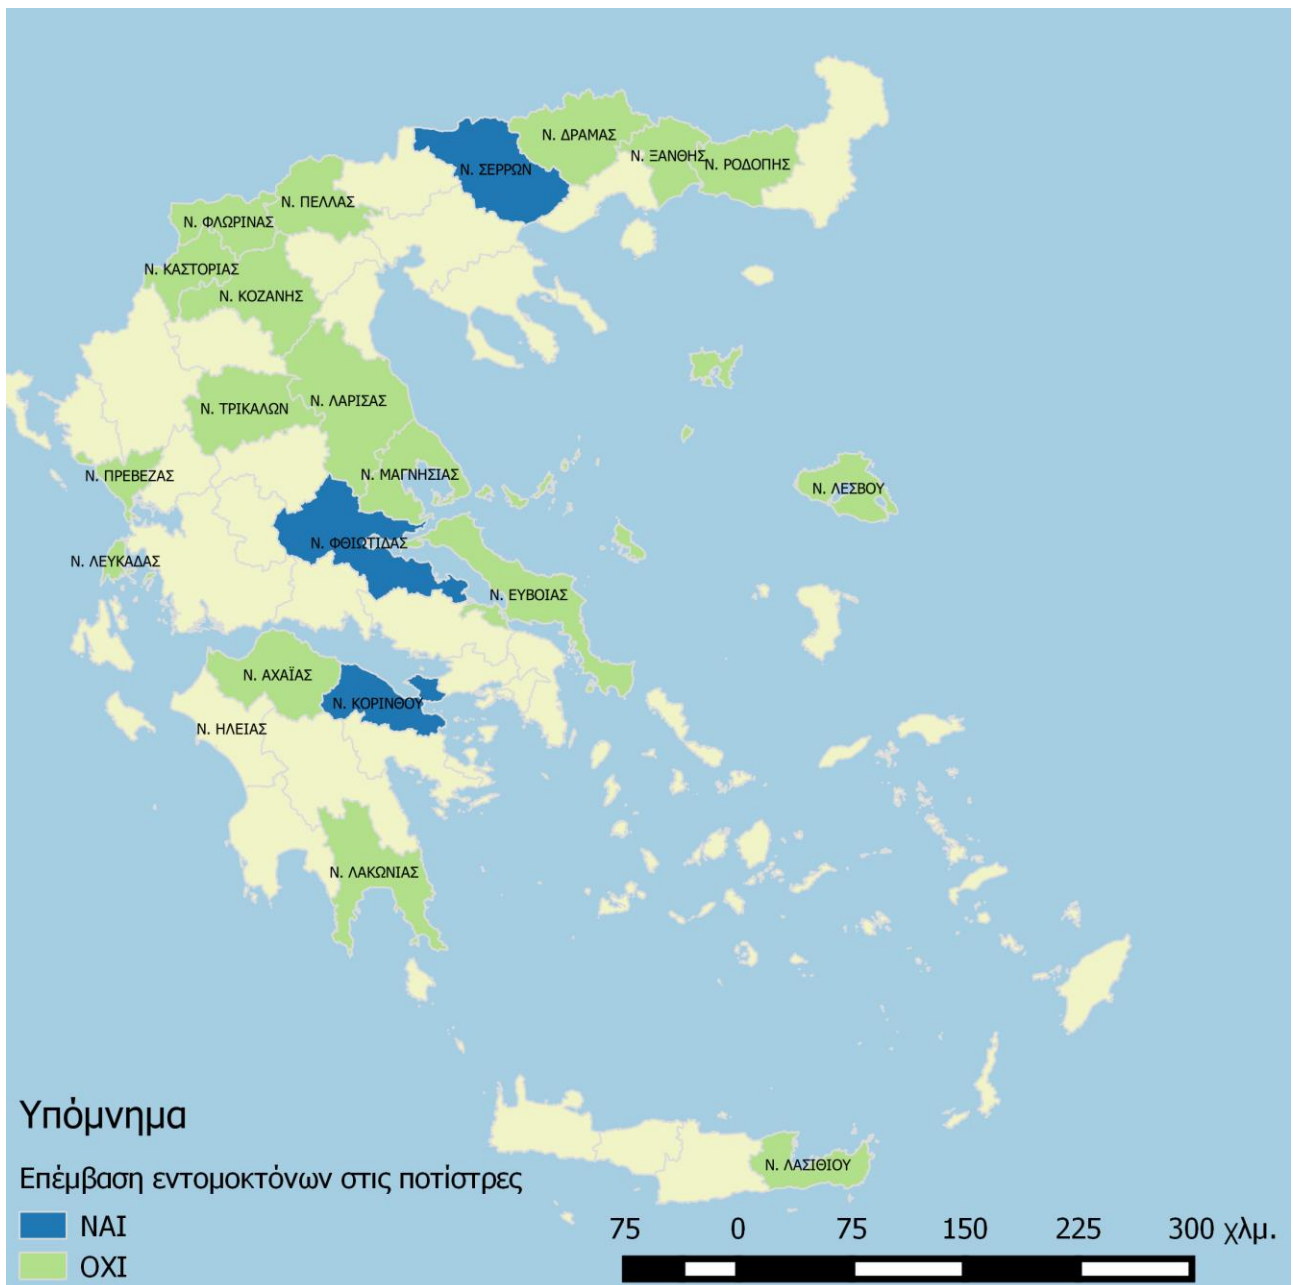 Ν. ΔΡΑΜΑΣ
Ν. ΞΑΝΘΗΣ
Ν. ΡΟΔΟΠΗΣ
Ν. ΣΕΡΡΩΝ
Ν. ΠΕΛΛΑΣ
Ν. ΦΛΩΡΙΝΑΣ
Ν. ΚΑΣΤΟΡΙΑΣ
Ν. ΚΟΖΑΝΗΣ
Ν. ΛΑΡΙΣΑΣ
Ν. ΤΡΙΚΑΛΩΝ
Ν. ΠΡΕΒΕΖΑΣ
Ν. ΜΑΓΝΗΣΙΑΣ
Ν. ΛΕΣΒΟΥ
Ν. ΦΘΙΩΤΙΔΑΣ
Ν. ΛΕΥΚΑΔΑΣ
Ν. ΕΥΒΟΙΑΣ
Ν. ΑΧΑΪΑΣ
Ν. ΚΟΡΙΝΘΟΥ
Ν. ΗΛΕΙΑΣ
Ν. ΛΑΚΩΝΙΑΣ
Ν. ΛΑΣΙΘΙΟΥ
Υπόμνημα
Επέμβαση εντομοκτόνων στις ποτίστρες
ΝΑΙ
ΟΧΙ
75 0 75 150 225 300 χλμ.